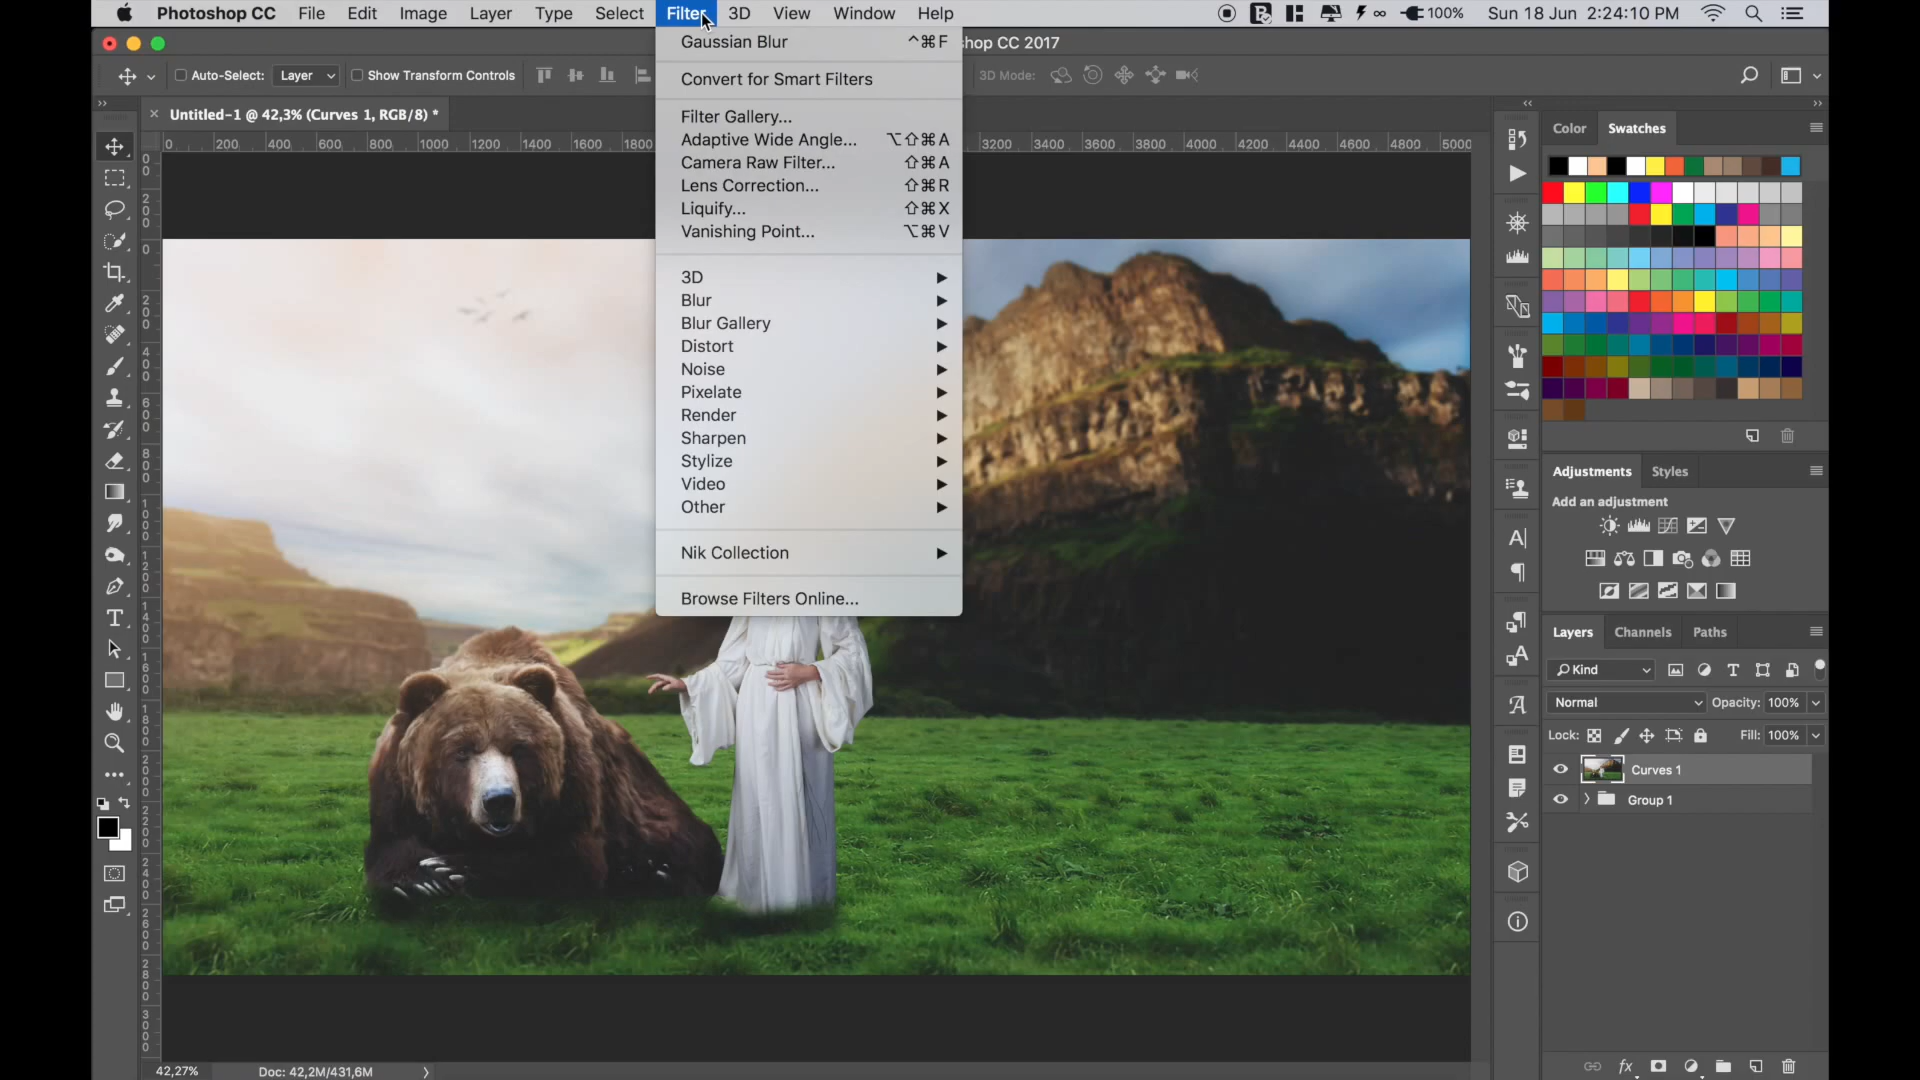 Photoshop CC File Edit Image Layer Type Select Filter 3D View Window Help 100% Sun 18 Jun 2:24:10 PM
hop CC 2017
Auto-Select: Layer Show Transform Controls 3D Mode:
× Untitled-1 @ 42,3% (Curves 1, RGB/8) *
0 200 400 600 800 1000 1200 1400 1600 1800 3200 3400 3600 3800 4000 4200 4400 4600 4800 5000
Gaussian Blur ^⌘F
Convert for Smart Filters
Filter Gallery...
Adaptive Wide Angle... ⌥⇧⌘A
Camera Raw Filter... ⇧⌘A
Lens Correction... ⇧⌘R
Liquify... ⇧⌘X
Vanishing Point... ⌥⌘V
3D
Blur
Blur Gallery
Distort
Noise
Pixelate
Render
Sharpen
Stylize
Video
Other
Nik Collection
Browse Filters Online...
Color Swatches
Adjustments Styles
Add an adjustment
Layers Channels Paths
Kind
Normal Opacity: 100%
Lock: Fill: 100%
Curves 1
Group 1
fx
42,27% Doc: 42,2M/431,6M